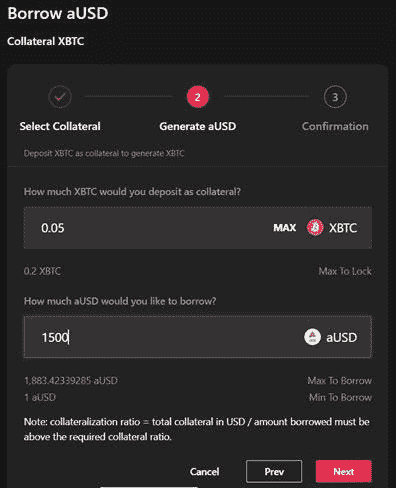 Borrow aUSD
Collateral XBTC
2
3
Select Collateral
Generate aUSD
Confirmation
Deposit XBTC as collateral to generate XBTC
How much XBTC would you deposit as collateral?
0.05 MAX XBTC
0.2 XBTC Max To Lock
How much aUSD would you like to borrow?
1500 aUSD
1,883.42339285 aUSD Max To Borrow
1 aUSD Min To Borrow
Note: collateralization ratio = total collateral in USD / amount borrowed must be
above the required collateral ratio.
Cancel Prev Next